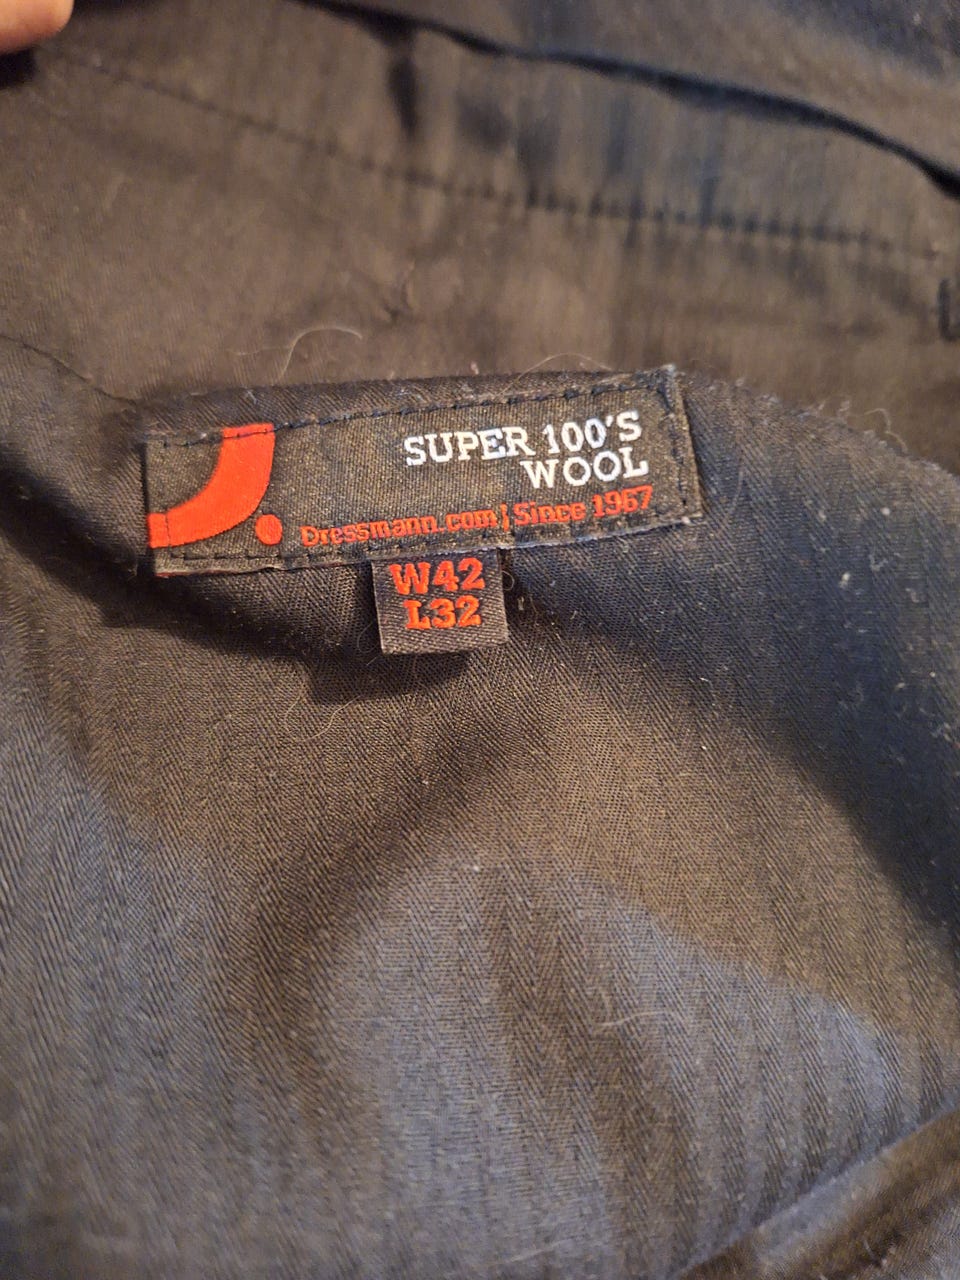 SUPER 100'S
WOOL
Dressmann.com | Since 1967
W42
L32